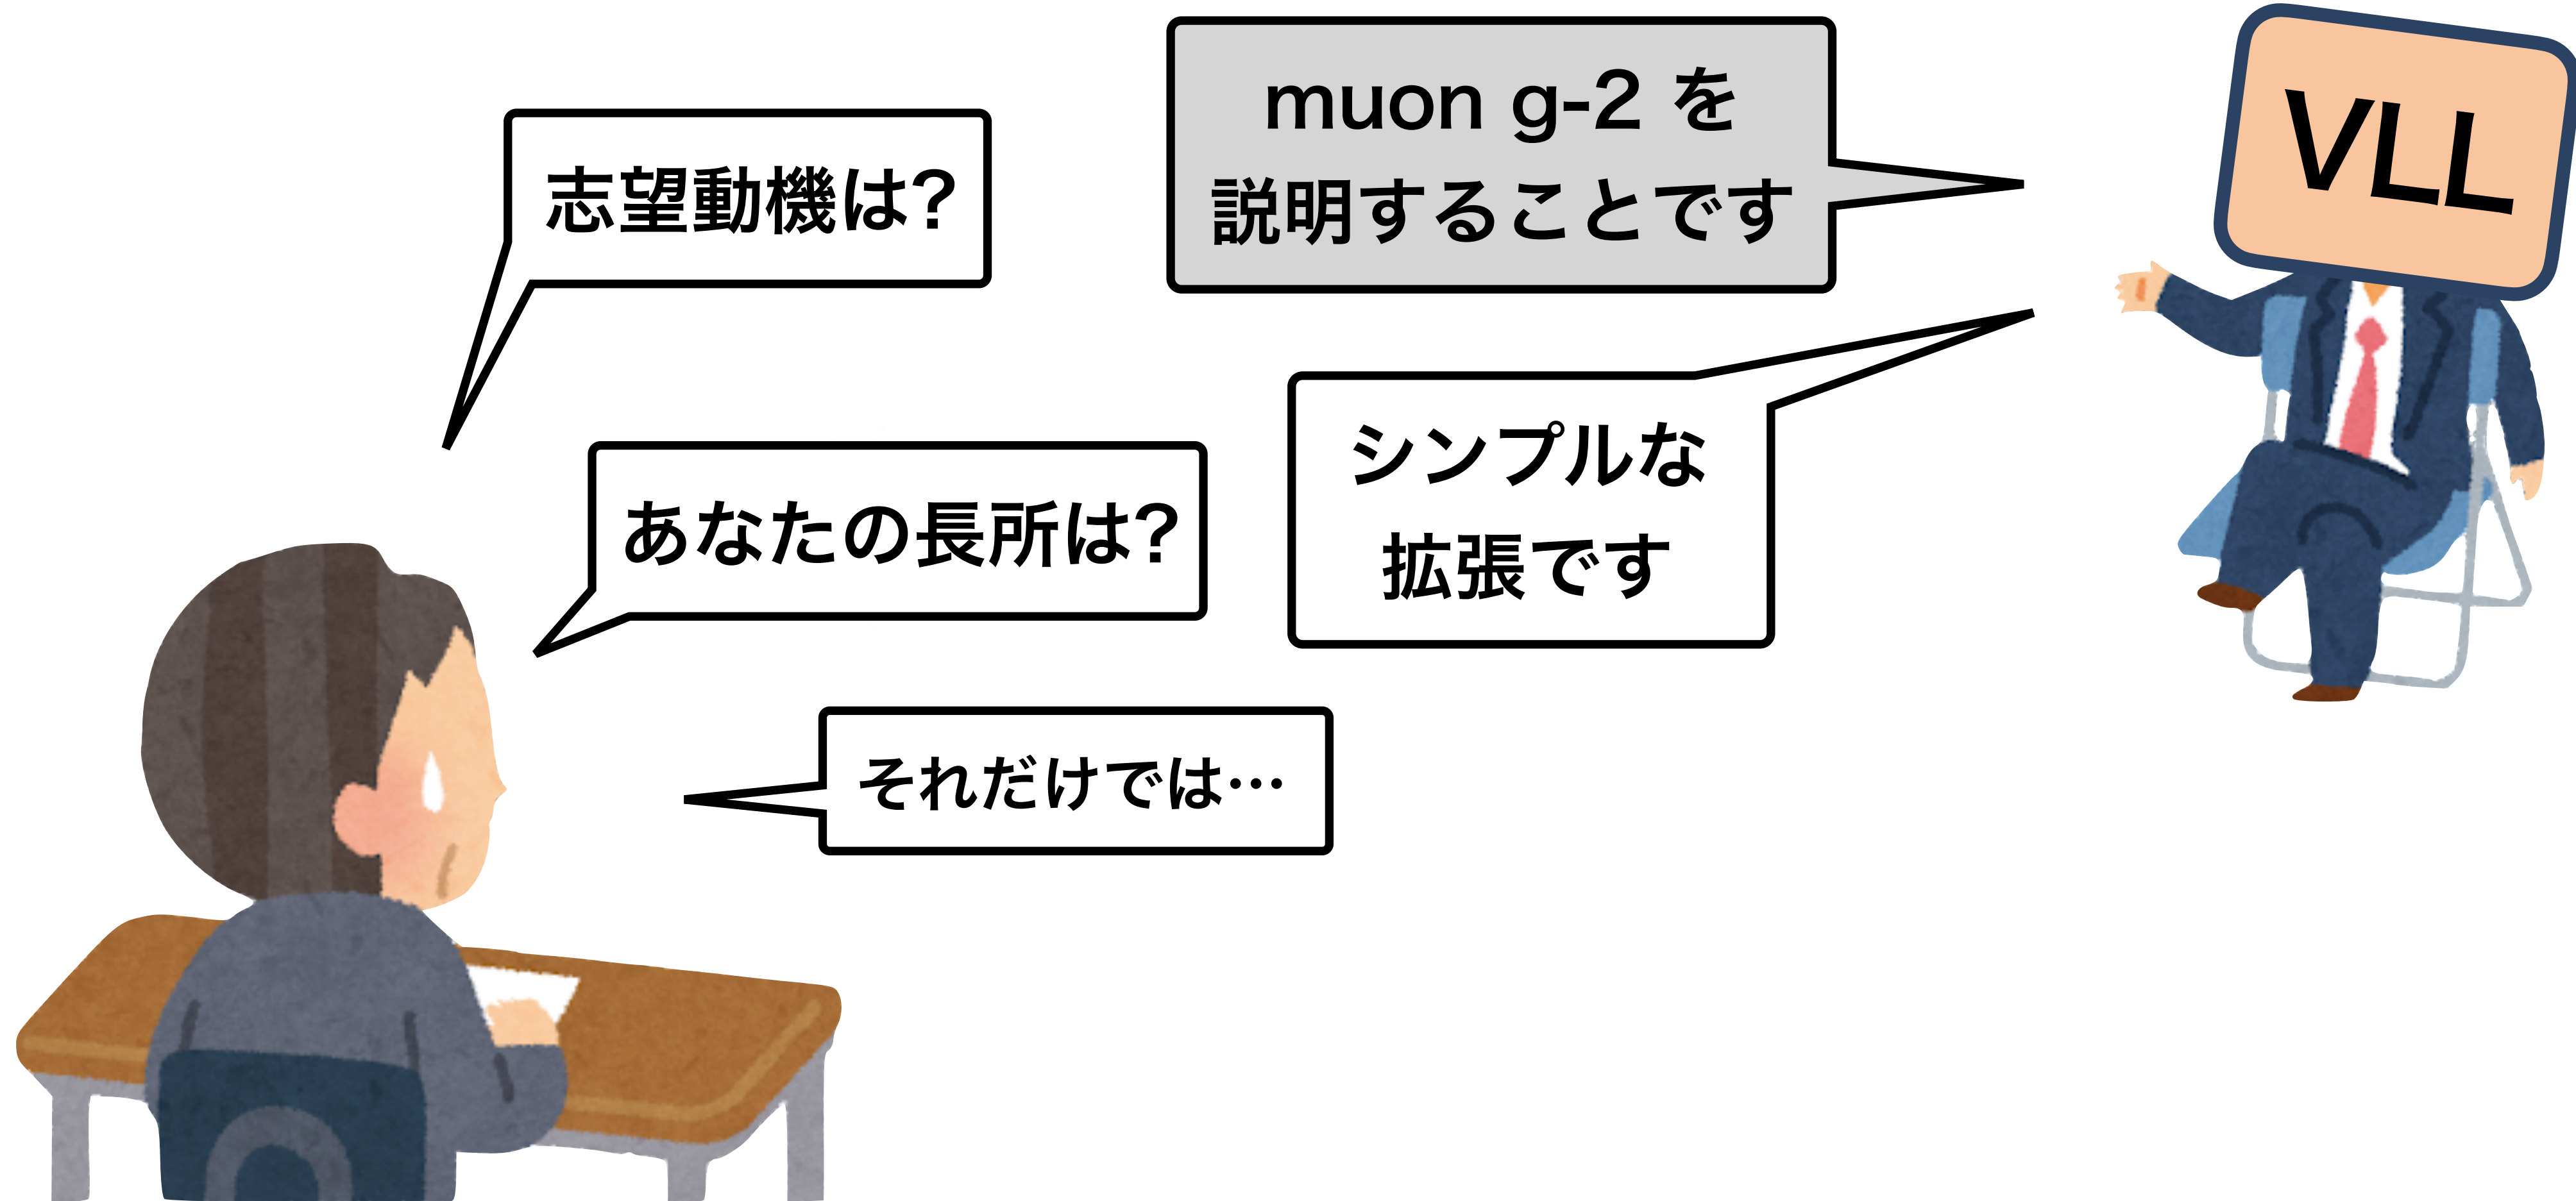 志望動機は?
muon g-2 を
説明することです
VLL
あなたの長所は?
シンプルな
拡張です
それだけでは…